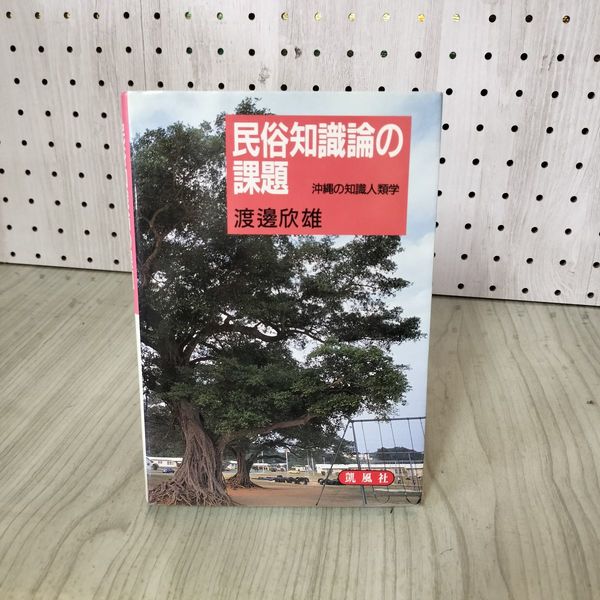 民俗知識論の
課題
沖縄の知識人類学
渡邊欣雄
凱風社